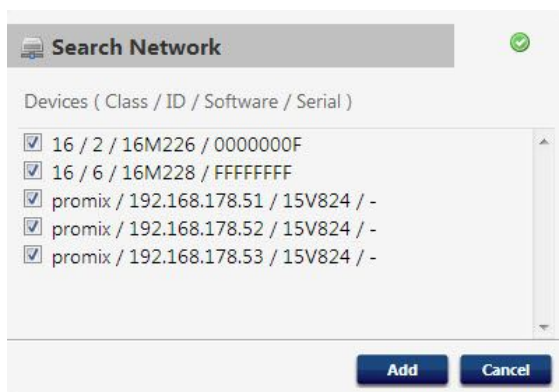 Search Network
Devices ( Class / ID / Software / Serial )
16 / 2 / 16M226 / 0000000F
16 / 6 / 16M228 / FFFFFFFF
promix / 192.168.178.51 / 15V824 / -
promix / 192.168.178.52 / 15V824 / -
promix / 192.168.178.53 / 15V824 / -
Add Cancel